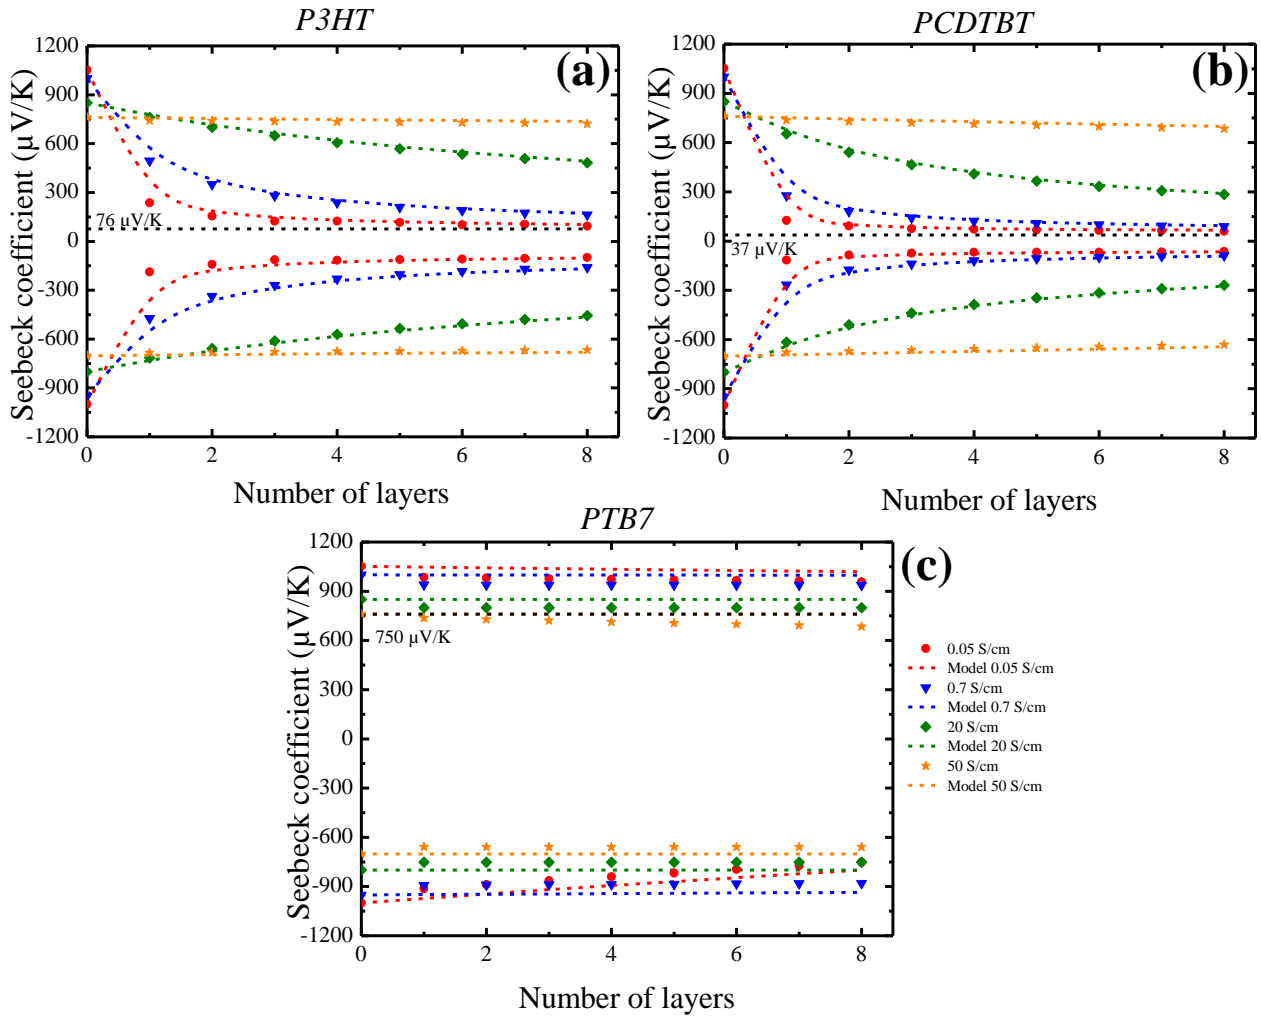 P3HT
(a)
Seebeck coefficient (µV/K)
1200
900
600
300
0
-300
-600
-900
-1200
76 µV/K
0 2 4 6 8
Number of layers
PCDTBT
(b)
Seebeck coefficient (µV/K)
1200
900
600
300
0
-300
-600
-900
-1200
37 µV/K
0 2 4 6 8
Number of layers
PTB7
(c)
Seebeck coefficient (µV/K)
1200
900
600
300
0
-300
-600
-900
-1200
750 µV/K
0 2 4 6 8
Number of layers
0.05 S/cm
Model 0.05 S/cm
0.7 S/cm
Model 0.7 S/cm
20 S/cm
Model 20 S/cm
50 S/cm
Model 50 S/cm